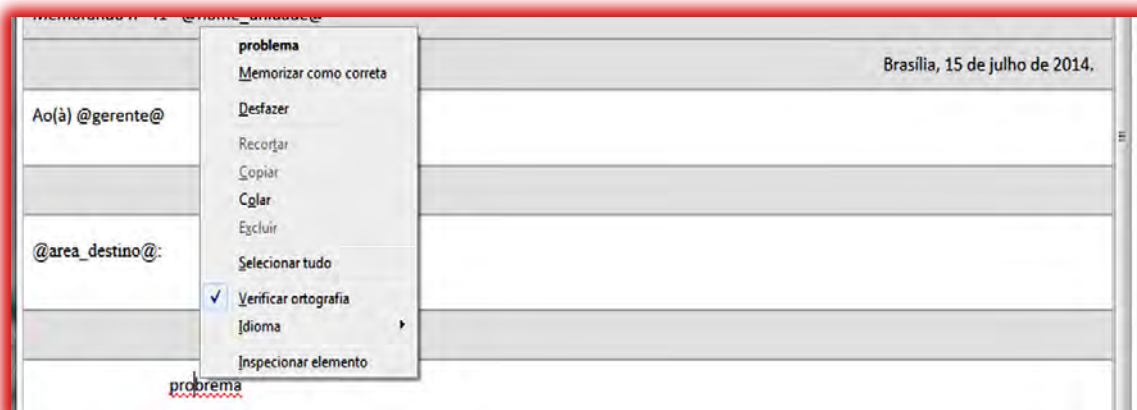 problema
Memorizar como correta
Brasília, 15 de julho de 2014.
Desfazer
Ao(à) @gerente@
Recortar
Copiar
Colar
Excluir
@area_destino@:
Selecionar tudo
Verificar ortografia
Idioma
Inspecionar elemento
probrema